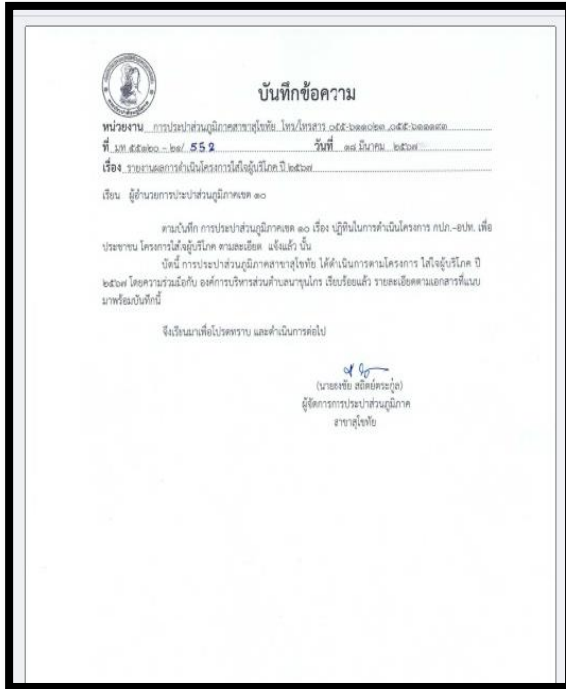 บันทึกข้อความ
หน่วยงาน การประปาส่วนภูมิภาคสาขาสุโขทัย โทร/โทรสาร ๐๕๕-๖๑๑๐๒๓ ,๐๕๕-
ที่ มท ๕๕๑๒๐ – ๒๑/ 552 วันที่ ๑๘ มีนาคม ๒๕๖๗
เรื่อง รายงานผลการดำเนินโครงการใส่ใจผู้บริโภค ปี ๒๕๖๗
เรียน ผู้อำนวยการประปาส่วนภูมิภาคเขต ๑๐
ตามบันทึก การประปาส่วนภูมิภาคเขต ๑๐ เรื่อง ปฏิทินในการดำเนินโครงการ กปภ.–อปท. เพื่อ
ประชาชน โครงการใส่ใจผู้บริโภค ตามละเอียด แจ้งแล้ว นั้น
บัดนี้ การประปาส่วนภูมิภาคสาขาสุโขทัย ได้ดำเนินการตามโครงการ ใส่ใจผู้บริโภค ปี
๒๕๖๗ โดยความร่วมมือกับ องค์การบริหารส่วนตำบลนาขุนไกร เรียบร้อยแล้ว รายละเอียดตามเอกสารที่แนบ
มาพร้อมบันทึกนี้
จึงเรียนมาเพื่อโปรดทราบ และดำเนินการต่อไป
(นายธงชัย สถิตย์ตระกูล)
ผู้จัดการการประปาส่วนภูมิภาค
สาขาสุโขทัย